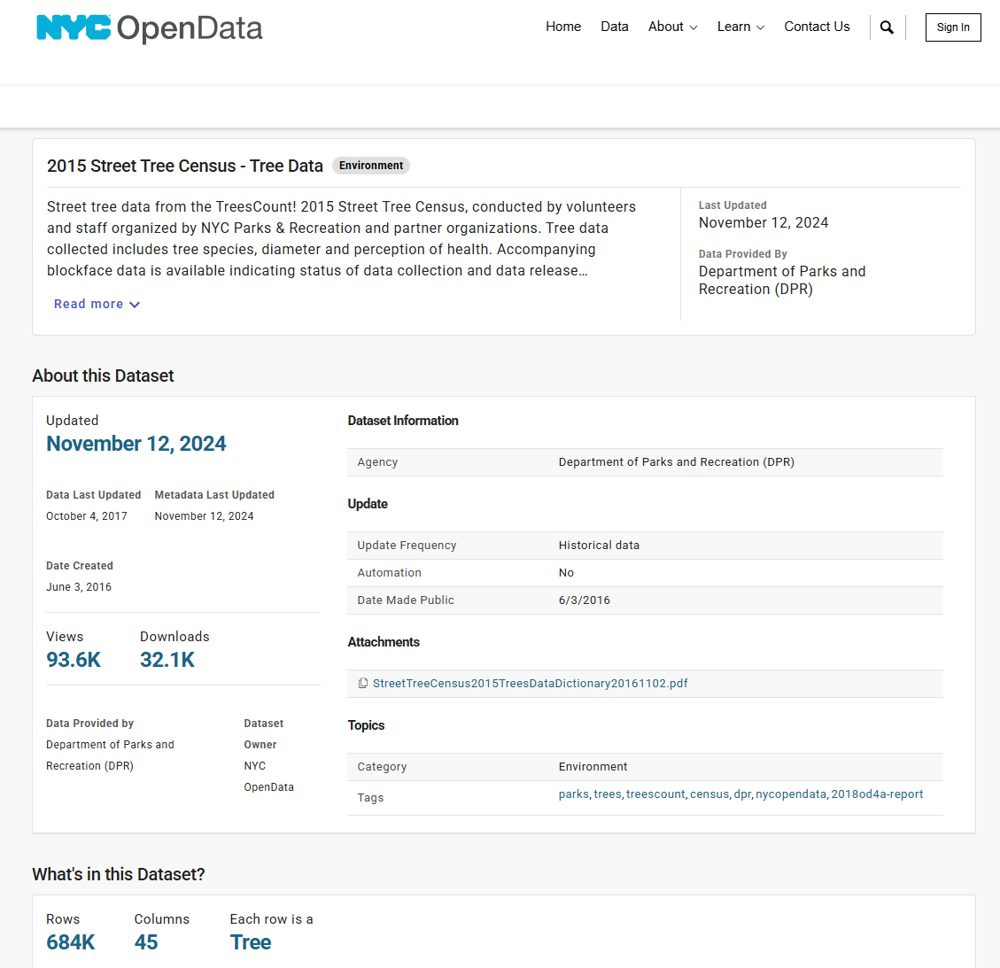 NYC OpenData
Home Data About Learn Contact Us Sign In
2015 Street Tree Census - Tree Data Environment
Street tree data from the TreesCount! 2015 Street Tree Census, conducted by volunteers
and staff organized by NYC Parks & Recreation and partner organizations. Tree data
collected includes tree species, diameter and perception of health. Accompanying
blockface data is available indicating status of data collection and data release…
Read more
Last Updated
November 12, 2024
Data Provided By
Department of Parks and
Recreation (DPR)
About this Dataset
Updated
November 12, 2024
Data Last Updated Metadata Last Updated
October 4, 2017 November 12, 2024
Date Created
June 3, 2016
Views Downloads
93.6K 32.1K
Data Provided by
Department of Parks and
Recreation (DPR)
Dataset
Owner
NYC
OpenData
Dataset Information
Agency Department of Parks and Recreation (DPR)
Update
Update Frequency Historical data
Automation No
Date Made Public 6/3/2016
Attachments
StreetTreeCensus2015TreesDataDictionary20161102.pdf
Topics
Category Environment
Tags parks, trees, treescount, census, dpr, nycopendata, 2018od4a-report
What's in this Dataset?
Rows Columns Each row is a
684K 45 Tree